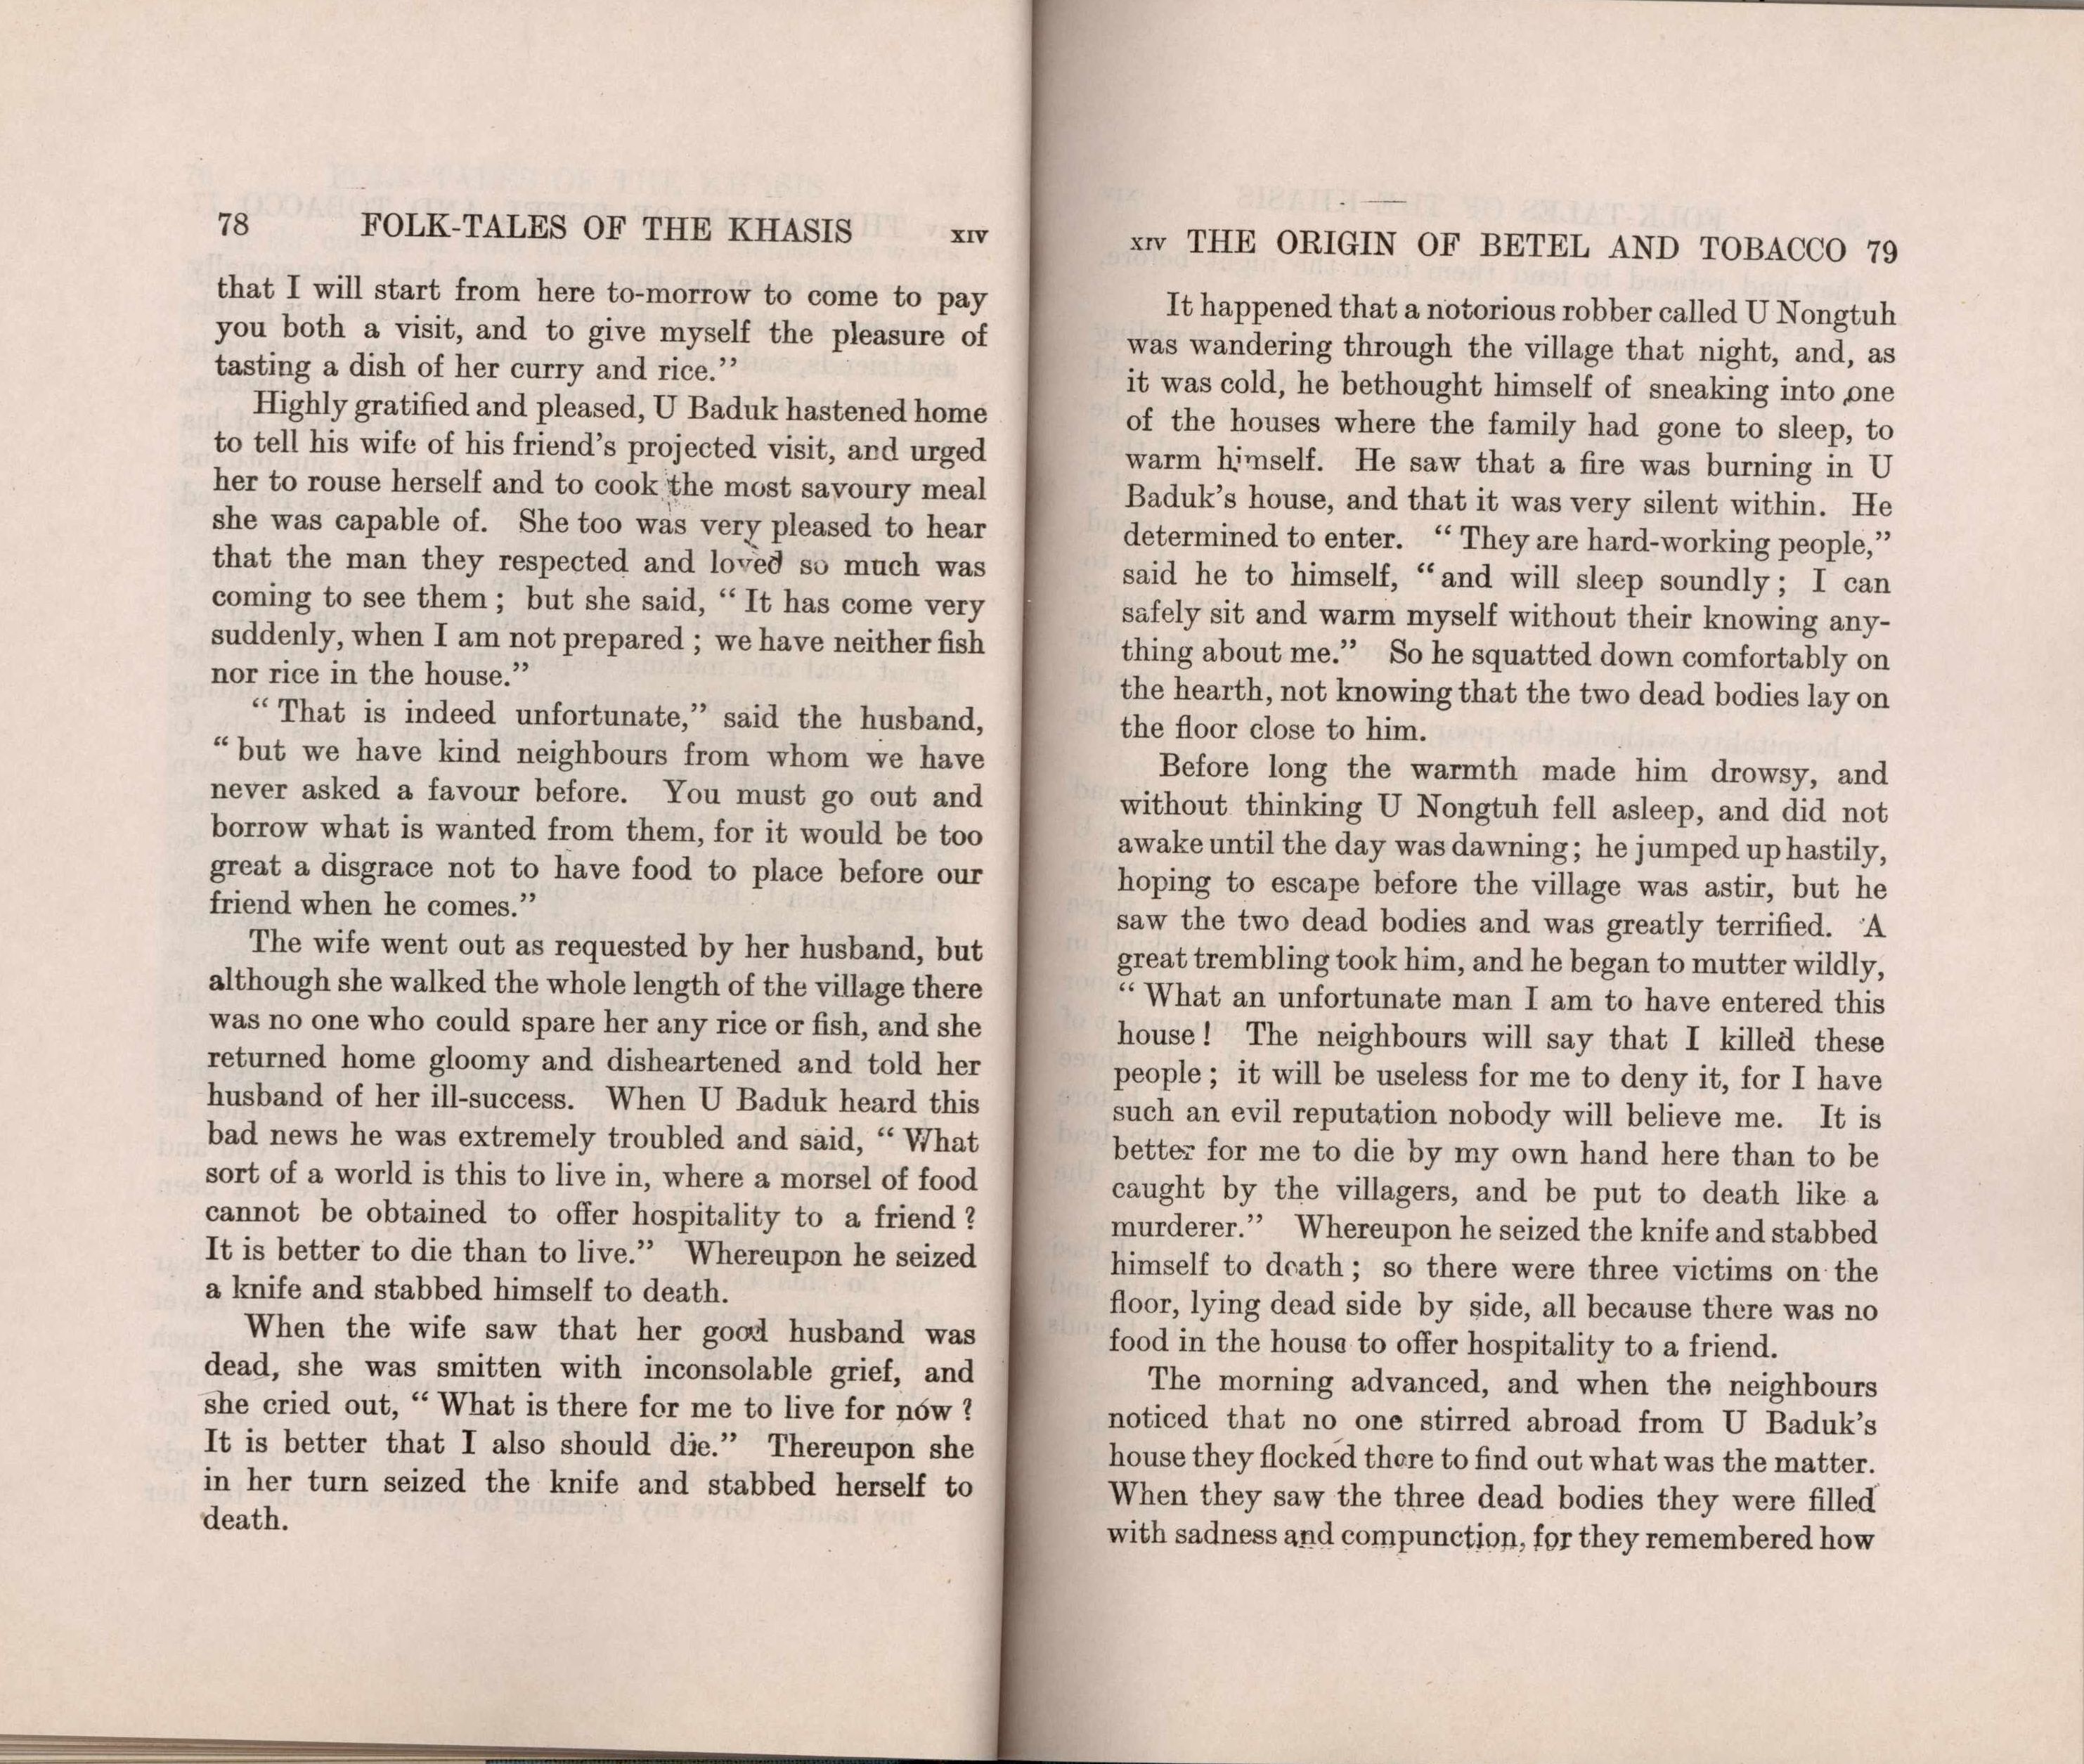 78 FOLK-TALES OF THE KHASIS XIV
that I will start from here to-morrow to come to pay
you both a visit, and to give myself the pleasure of
tasting a dish of her curry and rice.”
Highly gratified and pleased, U Baduk hastened home
to tell his wife of his friend’s projected visit, and urged
her to rouse herself and to cook the most savoury meal
she was capable of. She too was very pleased to hear
that the man they respected and loved so much was
coming to see them ; but she said, “ It has come very
suddenly, when I am not prepared ; we have neither fish
nor rice in the house.”
“ That is indeed unfortunate,” said the husband,
“ but we have kind neighbours from whom we have
never asked a favour before. You must go out and
borrow what is wanted from them, for it would be too
great a disgrace not to have food to place before our
friend when he comes.”
The wife went out as requested by her husband, but
although she walked the whole length of the village there
was no one who could spare her any rice or fish, and she
returned home gloomy and disheartened and told her
husband of her ill-success. When U Baduk heard this
bad news he was extremely troubled and said, “ What
sort of a world is this to live in, where a morsel of food
cannot be obtained to offer hospitality to a friend ?
It is better to die than to live.” Whereupon he seized
a knife and stabbed himself to death.
When the wife saw that her good husband was
dead, she was smitten with inconsolable grief, and
she cried out, “ What is there for me to live for now ?
It is better that I also should die.” Thereupon she
in her turn seized the knife and stabbed herself to
death.
XIV THE ORIGIN OF BETEL AND TOBACCO 79
It happened that a notorious robber called U Nongtuh
was wandering through the village that night, and, as
it was cold, he bethought himself of sneaking into one
of the houses where the family had gone to sleep, to
warm himself. He saw that a fire was burning in U
Baduk’s house, and that it was very silent within. He
determined to enter. “ They are hard-working people,”
said he to himself, “ and will sleep soundly ; I can
safely sit and warm myself without their knowing any-
thing about me.” So he squatted down comfortably on
the hearth, not knowing that the two dead bodies lay on
the floor close to him.
Before long the warmth made him drowsy, and
without thinking U Nongtuh fell asleep, and did not
awake until the day was dawning ; he jumped up hastily,
hoping to escape before the village was astir, but he
saw the two dead bodies and was greatly terrified. A
great trembling took him, and he began to mutter wildly,
“ What an unfortunate man I am to have entered this
house ! The neighbours will say that I killed these
people ; it will be useless for me to deny it, for I have
such an evil reputation nobody will believe me. It is
better for me to die by my own hand here than to be
caught by the villagers, and be put to death like a
murderer.” Whereupon he seized the knife and stabbed
himself to death ; so there were three victims on the
floor, lying dead side by side, all because there was no
food in the house to offer hospitality to a friend.
The morning advanced, and when the neighbours
noticed that no one stirred abroad from U Baduk’s
house they flocked there to find out what was the matter.
When they saw the three dead bodies they were filled
with sadness and compunction, for they remembered how